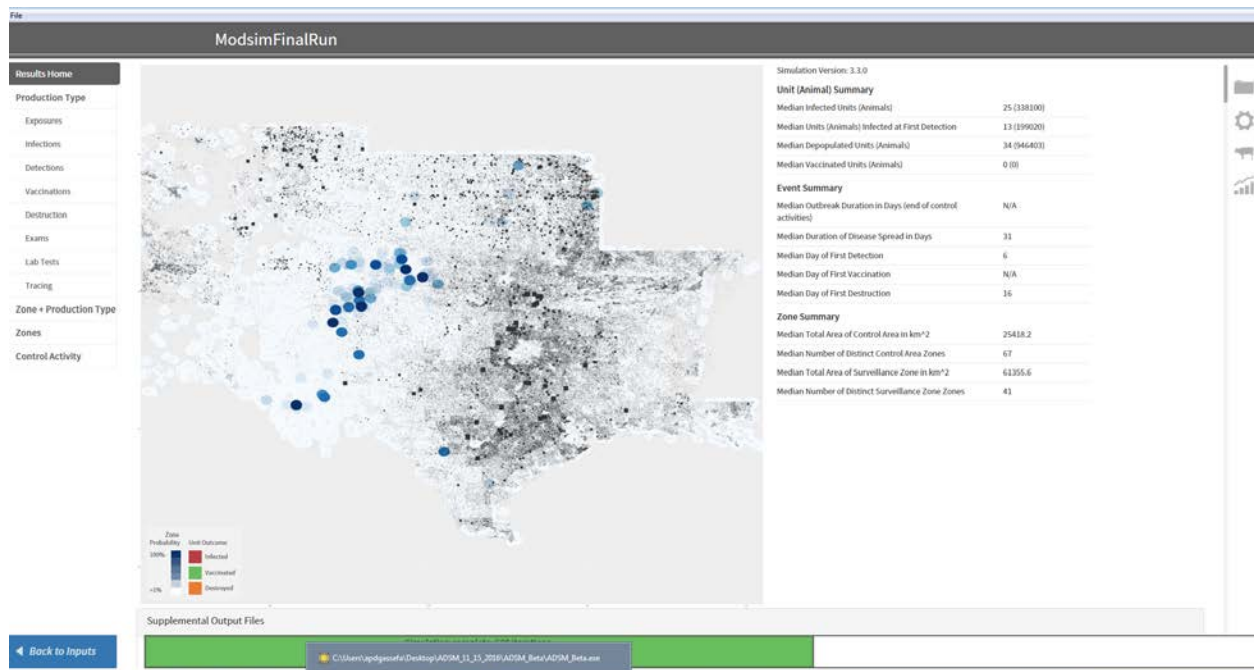 File
ModsimFinalRun
Results Home
Production Type
Exposures
Infections
Detections
Vaccinations
Destruction
Exams
Lab Tests
Tracing
Zone + Production Type
Zones
Control Activity
Simulation Version: 3.3.0
Unit (Animal) Summary
Median Infected Units (Animals) 25 (338100)
Median Units (Animals) Infected at First Detection 13 (199020)
Median Depopulated Units (Animals) 34 (946403)
Median Vaccinated Units (Animals) 0 (0)
Event Summary
Median Outbreak Duration in Days (end of control N/A
activities)
Median Duration of Disease Spread in Days 31
Median Day of First Detection 6
Median Day of First Vaccination N/A
Median Day of First Destruction 16
Zone Summary
Median Total Area of Control Area in km^2 25418.2
Median Number of Distinct Control Area Zones 67
Median Total Area of Surveillance Zone in km^2 61355.6
Median Number of Distinct Surveillance Zone Zones 41
Zone
Probability Unit Outcome
100% Infected
Vaccinated
<1% Destroyed
Supplemental Output Files
Back to Inputs
C:\Users\apdgassefa\Desktop\ADSM_11_15_2016\ADSM_Beta\ADSM_Beta.exe